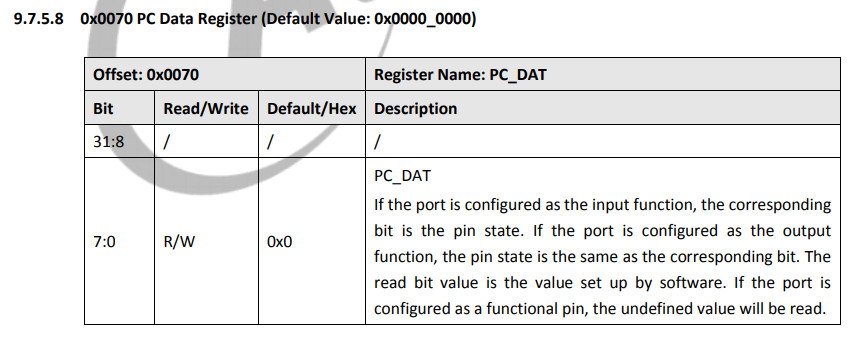 9.7.5.8 0x0070 PC Data Register (Default Value: 0x0000_0000)
Offset: 0x0070 Register Name: PC_DAT
Bit Read/Write Default/Hex Description
31:8 / / /
7:0 R/W 0x0 PC_DAT
If the port is configured as the input function, the corresponding
bit is the pin state. If the port is configured as the output
function, the pin state is the same as the corresponding bit. The
read bit value is the value set up by software. If the port is
configured as a functional pin, the undefined value will be read.